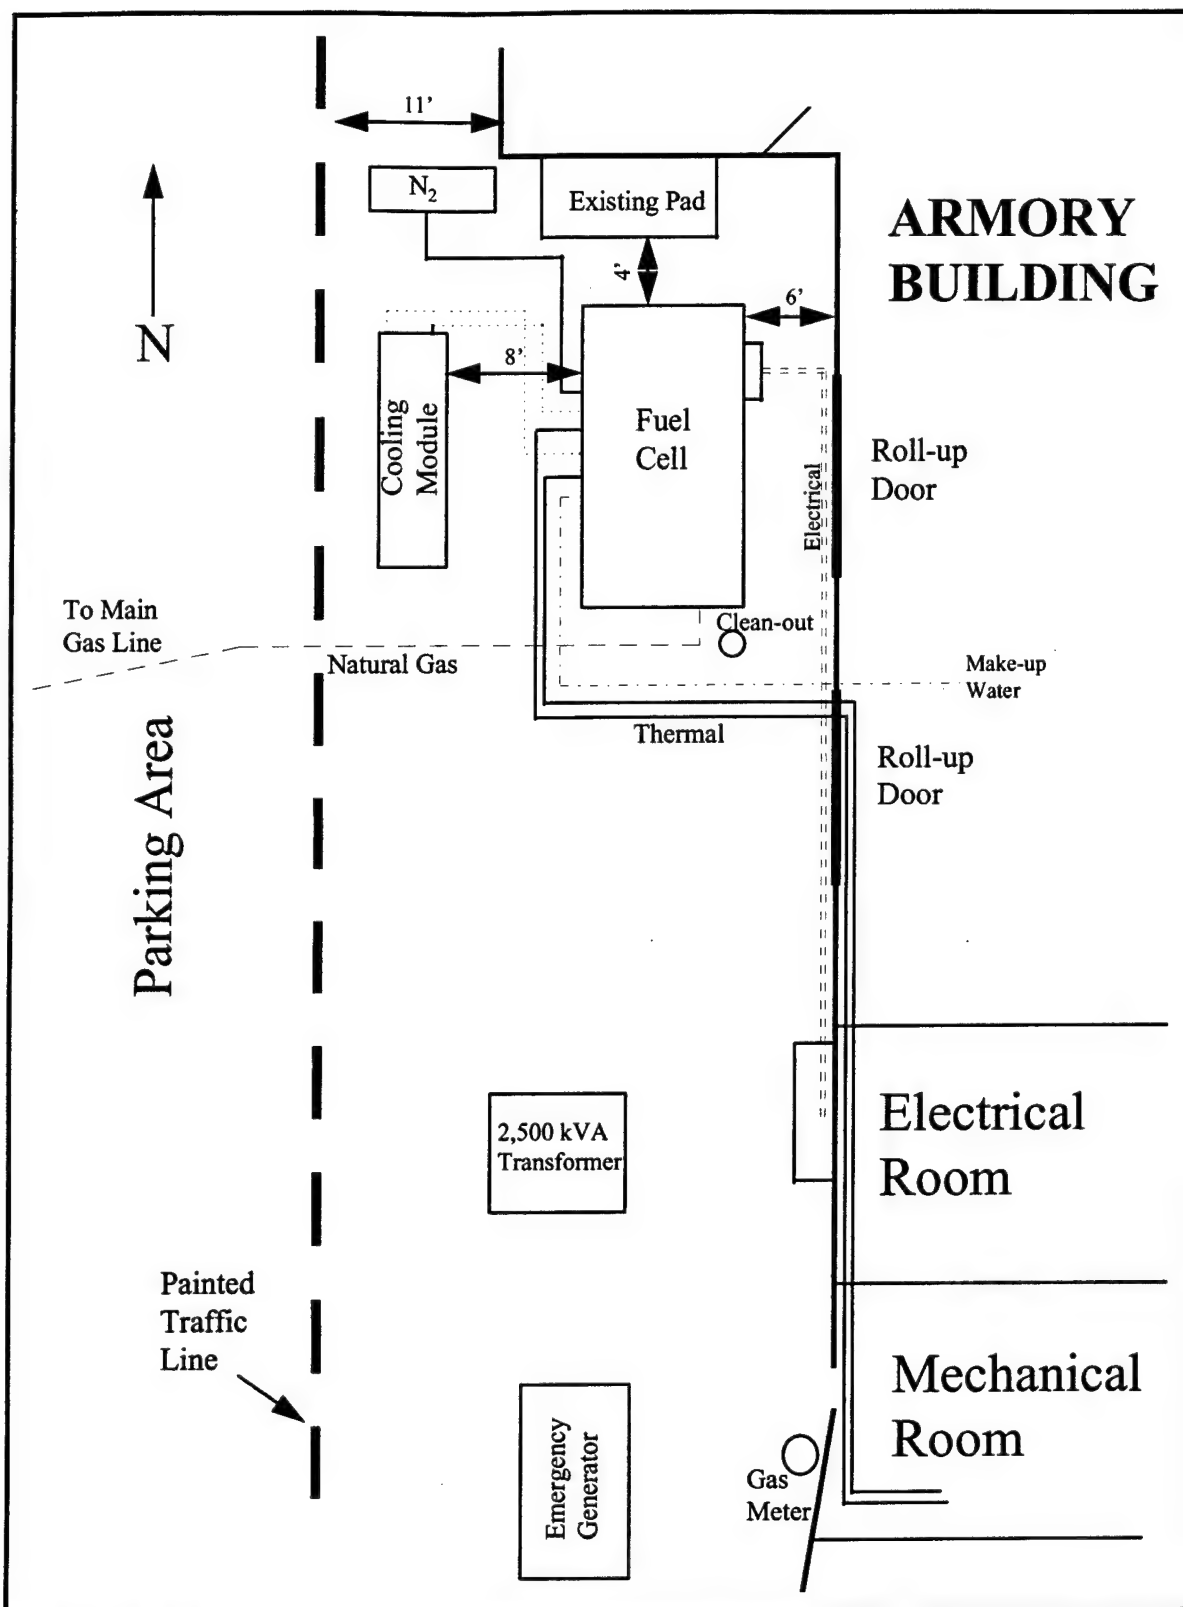 11'
N2
Existing Pad
ARMORY
BUILDING
4'
6'
N
8'
Cooling
Module
Fuel
Cell
Electrical
Roll-up
Door
To Main
Gas Line
Clean-out
Natural Gas
Make-up
Water
Thermal
Roll-up
Door
Parking Area
2,500 kVA
Transformer
Electrical
Room
Painted
Traffic
Line
Mechanical
Room
Emergency
Generator
Gas
Meter